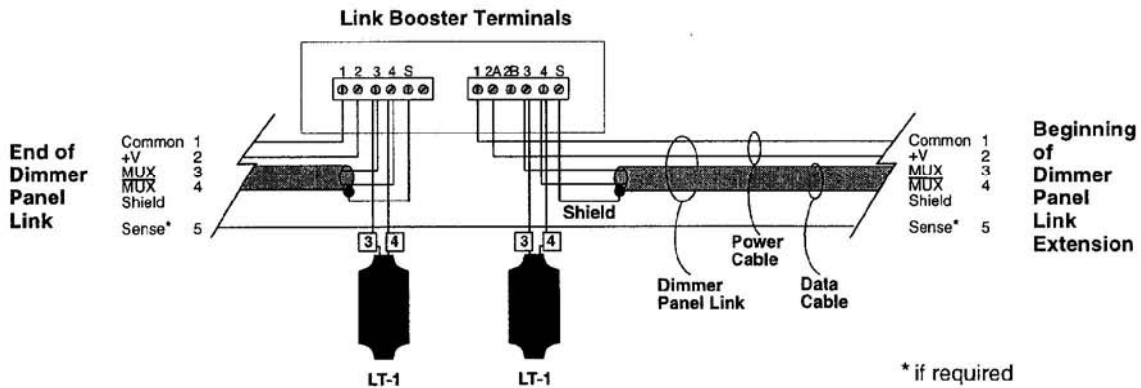 Link Booster Terminals
1 2 3 4 S
1 2A 2B 3 4 S
End of
Dimmer
Panel
Link
Common 1
+V 2
MUX 3
M̅U̅X̅ 4
Shield
Sense* 5
Common 1
+V 2
MUX 3
M̅U̅X̅ 4
Shield
Sense* 5
Beginning
of
Dimmer
Panel
Link
Extension
Shield
Power
Cable
Dimmer
Panel Link
Data
Cable
3 4
3 4
LT-1
LT-1
* if required